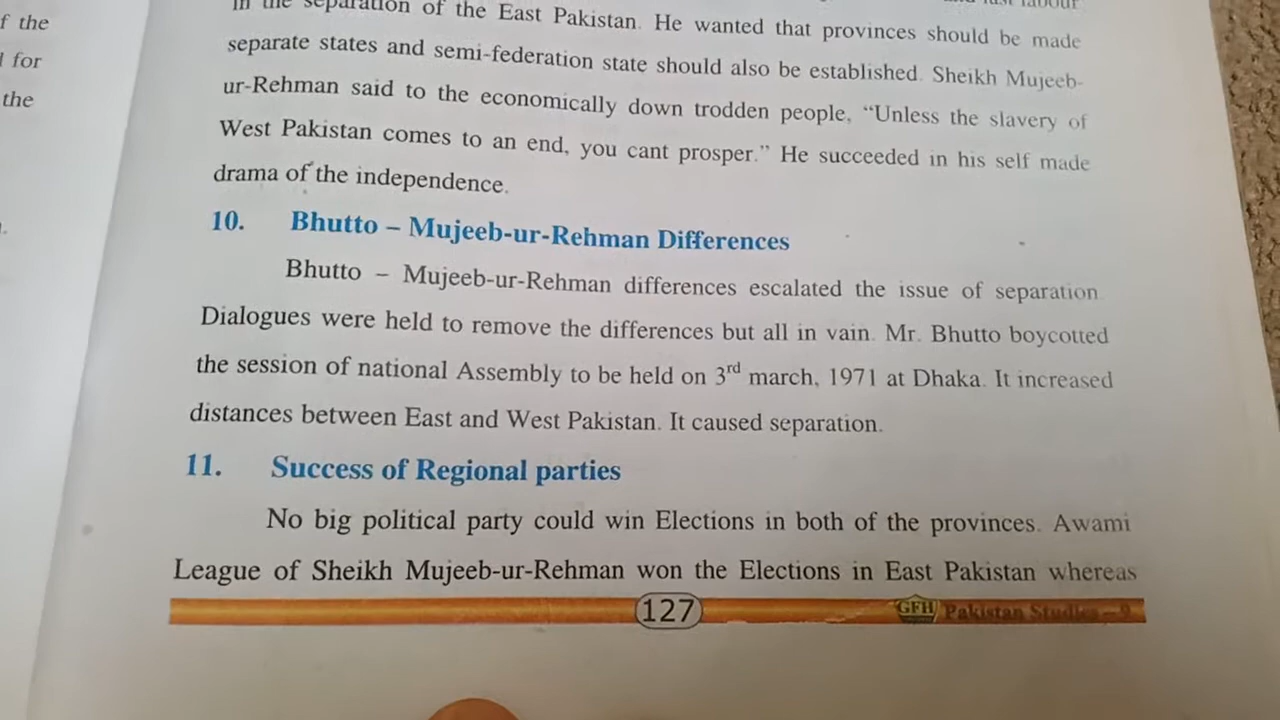 f the
for
the
in the separation of the East Pakistan. He wanted that provinces should be made
separate states and semi-federation state should also be established. Sheikh Mujeeb-
ur-Rehman said to the economically down trodden people, “Unless the slavery of
West Pakistan comes to an end, you cant prosper.” He succeeded in his self made
drama of the independence.
10. Bhutto – Mujeeb-ur-Rehman Differences
Bhutto – Mujeeb-ur-Rehman differences escalated the issue of separation.
Dialogues were held to remove the differences but all in vain. Mr. Bhutto boycotted
the session of national Assembly to be held on 3rd march, 1971 at Dhaka. It increased
distances between East and West Pakistan. It caused separation.
11. Success of Regional parties
No big political party could win Elections in both of the provinces. Awami
League of Sheikh Mujeeb-ur-Rehman won the Elections in East Pakistan whereas
127 GFH Pakistan Studies – 9